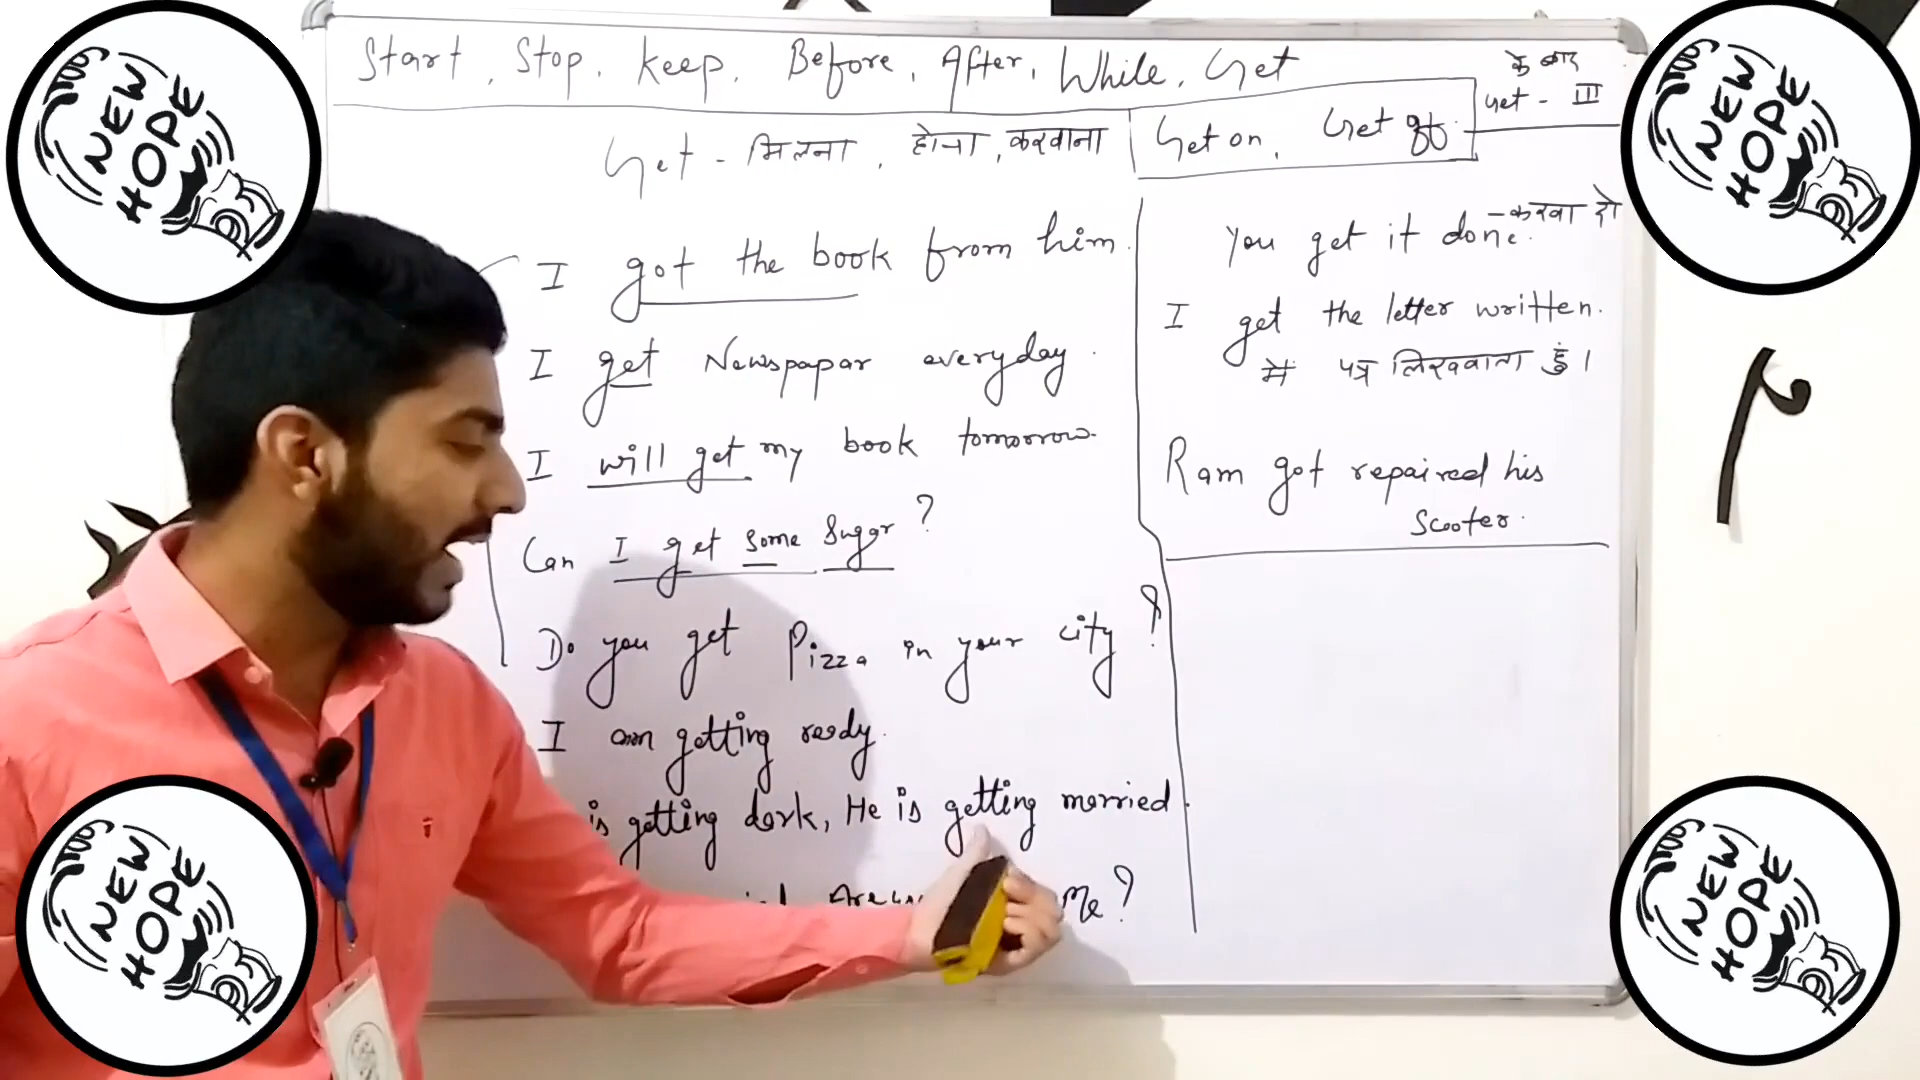 Start, Stop, Keep, Before, After, While, Get
के बाद
Get - III
Get - मिलना, होना, करवाना
Get on, Get off
I got the book from him.
I get Newspapar everyday.
I will get my book tomorrow.
Can I get some Sugar?
Do you get Pizza in your city?
I am getting ready.
is getting dark, He is getting married.
Me?
You get it done. - करवा दो
I get the letter written.
मैं पत्र लिखवाता हूँ।
Ram got repaired his
Scooter.
NEW HOPE
NEW HOPE
NEW HOPE
NEW HOPE